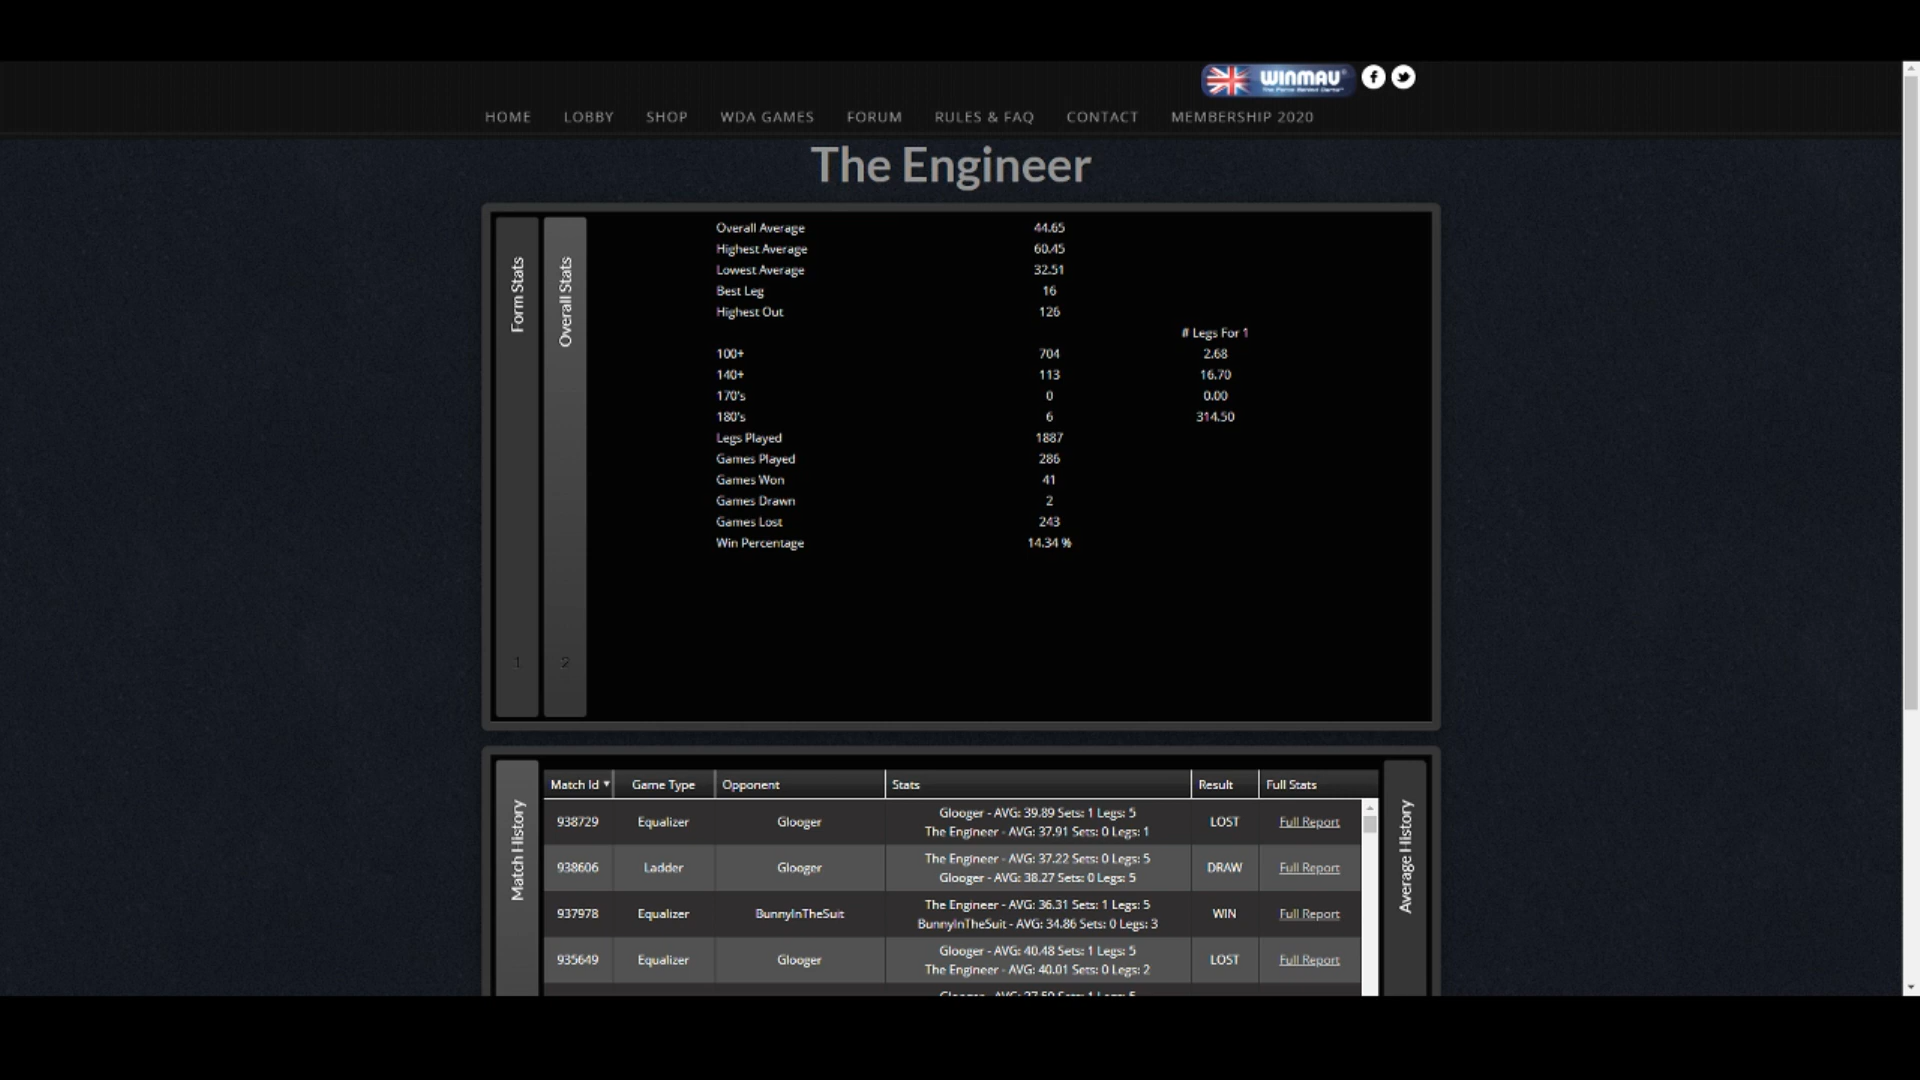 WINMAU®
HOME LOBBY SHOP WDA GAMES FORUM RULES & FAQ CONTACT MEMBERSHIP 2020
The Engineer
Form Stats
1
Overall Stats
2
Overall Average 44.65
Highest Average 60.45
Lowest Average 32.51
Best Leg 16
Highest Out 126
# Legs For 1
100+ 704 2.68
140+ 113 16.70
170's 0 0.00
180's 6 314.50
Legs Played 1887
Games Played 286
Games Won 41
Games Drawn 2
Games Lost 243
Win Percentage 14.34 %
Match History
Match Id Game Type Opponent Stats Result Full Stats
938729 Equalizer Glooger Glooger - AVG: 39.89 Sets: 1 Legs: 5
The Engineer - AVG: 37.91 Sets: 0 Legs: 1 LOST Full Report
938606 Ladder Glooger The Engineer - AVG: 37.22 Sets: 0 Legs: 5
Glooger - AVG: 38.27 Sets: 0 Legs: 5 DRAW Full Report
937978 Equalizer BunnyInTheSuit The Engineer - AVG: 36.31 Sets: 1 Legs: 5
BunnyInTheSuit - AVG: 34.86 Sets: 0 Legs: 3 WIN Full Report
935649 Equalizer Glooger Glooger - AVG: 40.48 Sets: 1 Legs: 5
The Engineer - AVG: 40.01 Sets: 0 Legs: 2 LOST Full Report
Average History